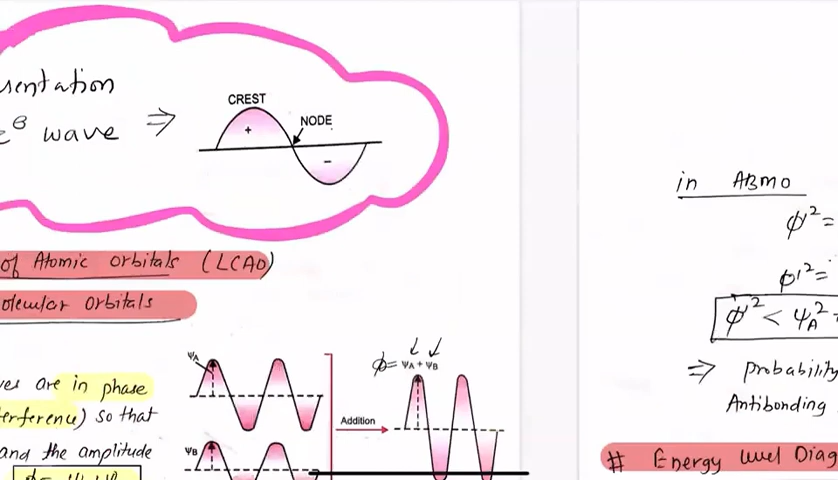 sentation
e⊖ wave ⇒
CREST
NODE
+
-
of Atomic orbitals (LCAO)
olecular orbitals
ves are in phase
erference) so that
and the amplitude
ΨA
ΨB
Addition
ϕ= ΨA + ΨB
in ABMO
ϕ'²=
ϕ'²=
ϕ'² < ΨA² +
⇒ probability
Antibonding
# Energy level Diag